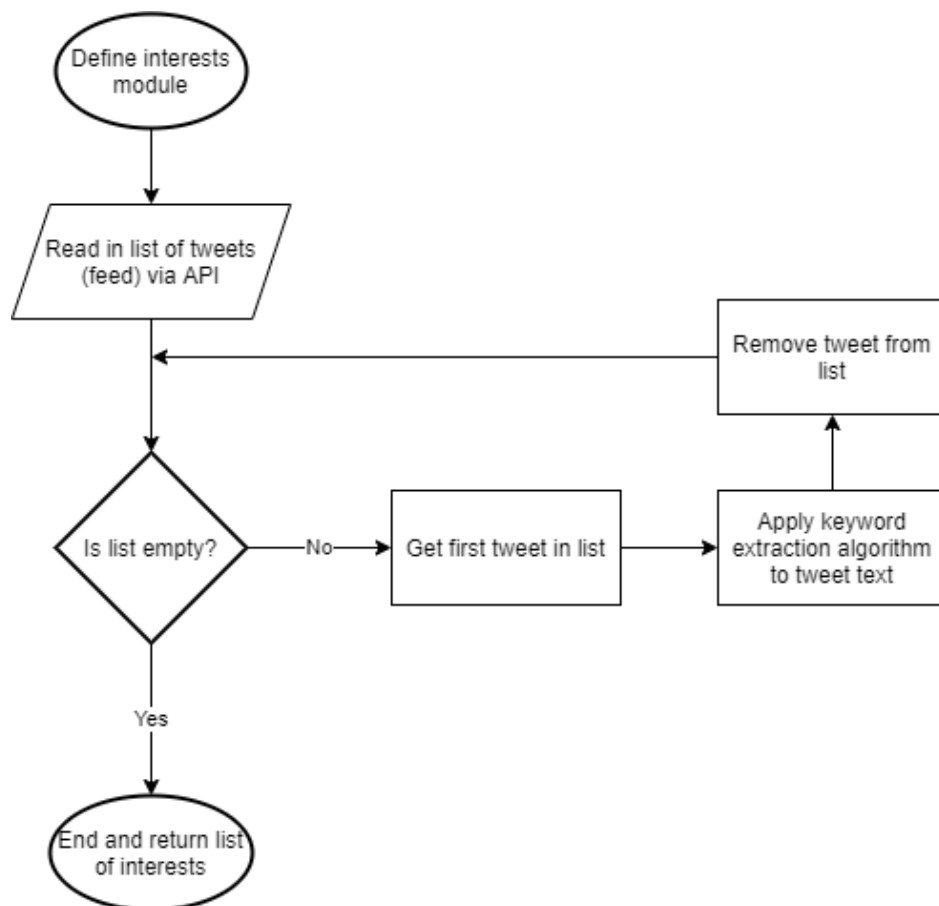 Define interests
module
Read in list of tweets
(feed) via API
Remove tweet from
list
Is list empty?
No
Get first tweet in list
Apply keyword
extraction algorithm
to tweet text
Yes
End and return list
of interests